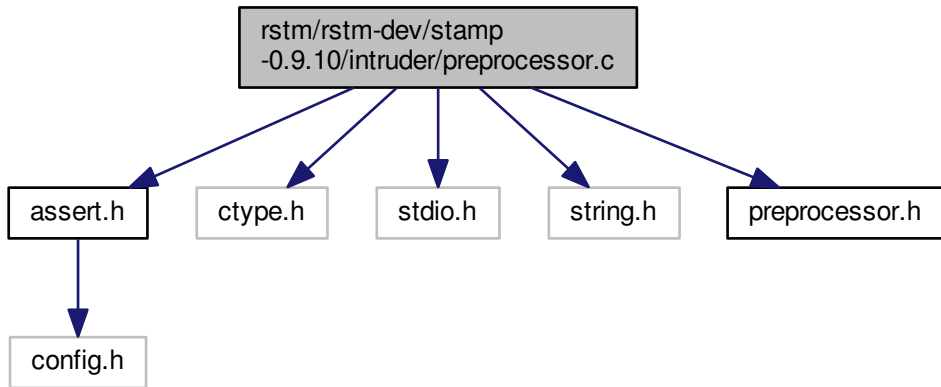 rstm/rstm-dev/stamp
-0.9.10/intruder/preprocessor.c
assert.h
ctype.h
stdio.h
string.h
preprocessor.h
config.h